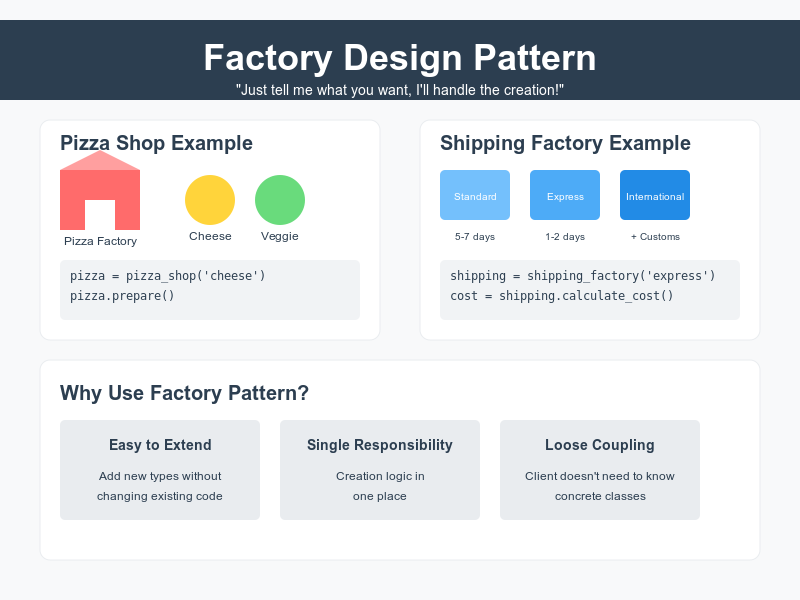 Factory Design Pattern
"Just tell me what you want, I'll handle the creation!"
Pizza Shop Example
Pizza Factory
Cheese
Veggie
pizza = pizza_shop('cheese')
pizza.prepare()
Shipping Factory Example
Standard
Express
International
5-7 days
1-2 days
+ Customs
shipping = shipping_factory('express')
cost = shipping.calculate_cost()
Why Use Factory Pattern?
Easy to Extend
Add new types without
changing existing code
Single Responsibility
Creation logic in
one place
Loose Coupling
Client doesn't need to know
concrete classes